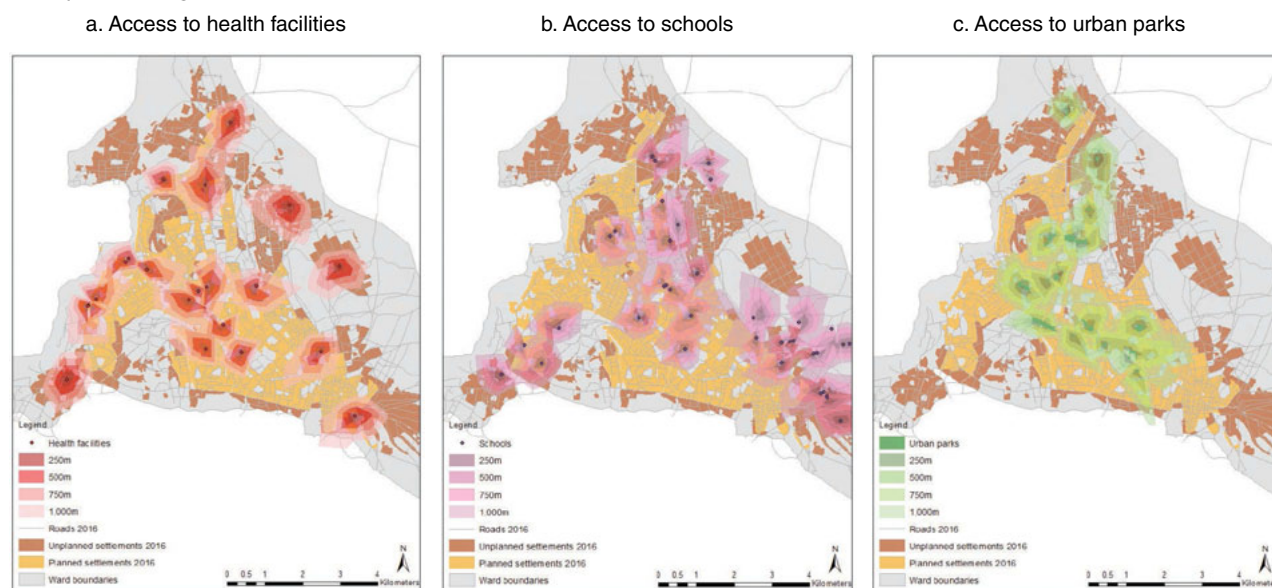 a. Access to health facilities
b. Access to schools
c. Access to urban parks
Legend
Health facilities
250m
500m
750m
1.000m
Roads 2016
Unplanned settlements 2016
Planned settlements 2016
Ward boundaries
N
0 0.5 1 2 3 4
Kilometers
Legend
Schools
250m
500m
750m
1.000m
Roads 2016
Unplanned settlements 2016
Planned settlements 2016
Ward boundaries
N
0 0.5 1 2 3 4
Kilometers
Legend
Urban parks
250m
500m
750m
1.000m
Roads 2016
Unplanned settlements 2016
Planned settlements 2016
Ward boundaries
N
0 0.5 1 2 3 4
Kilometers